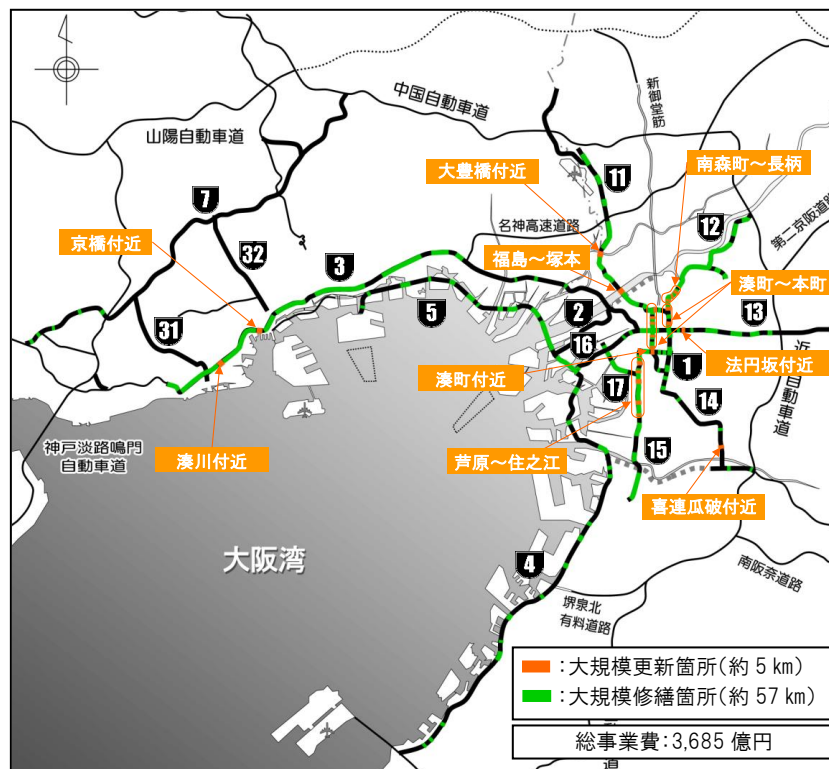 中国自動車道
新御堂筋
山陽自動車道
大豊橋付近
南森町～長柄
11
7
12
第二京阪道路
名神高速道路
京橋付近
32
3
福島～塚本
湊町～本町
5
2
13
31
16
法円坂付近
湊町付近
1
17
14
神戸淡路鳴門
自動車道
湊川付近
芦原～住之江
15
喜連瓜破付近
大阪湾
4
南阪奈道路
堺泉北
有料道路
:大規模更新箇所(約 5 km)
:大規模修繕箇所(約 57 km)
総事業費:3,685 億円